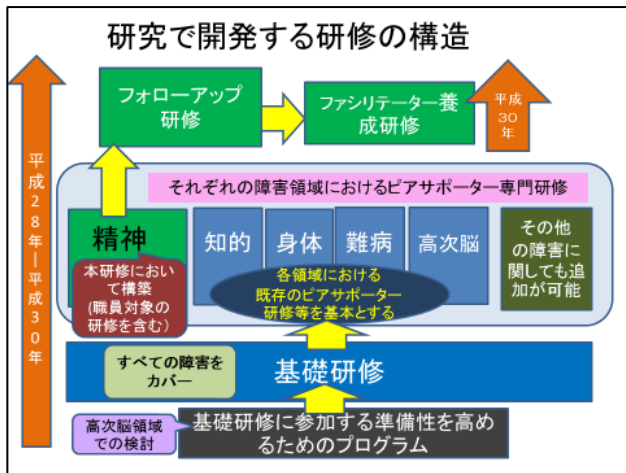 研究で開発する研修の構造
フォローアップ
研修
ファシリテーター養
成研修
平成
30
年
平成28年ー平成30年
それぞれの障害領域におけるピアサポーター専門研修
精神
知的
身体
難病
高次脳
その他
の障害に
関しても追
加が可能
本研修におい
て構築
(職員対象の
研修を含む)
各領域における
既存のピアサポーター
研修等を基本とする
すべての障害を
カバー
基礎研修
高次脳領域
での検討
基礎研修に参加する準備性を高め
るためのプログラム